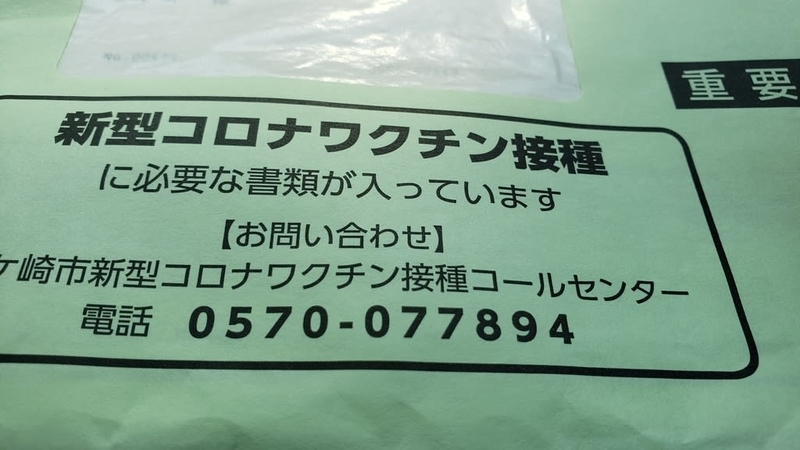 重要
新型コロナワクチン接種
に必要な書類が入っています
【お問い合わせ】
ケ崎市新型コロナワクチン接種コールセンター
電話 0570-077894